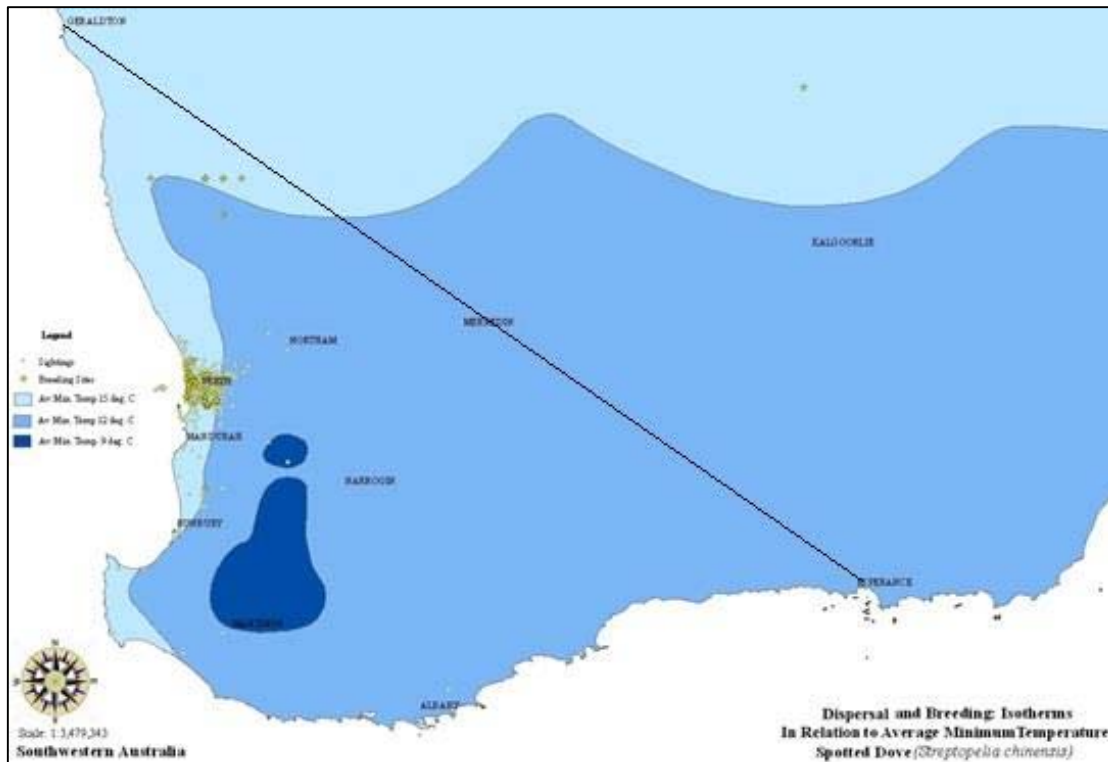 GERALDTON
KALGOORLIE
MERREDIN
NORTHAM
PERTH
MANDURAH
NARROGIN
BUNBURY
ESPERANCE
MANJIMUP
ALBANY
Legend
Sightings
Breeding Sites
Av Min. Temp 15 deg. C
Av Min. Temp 12 deg. C
Av Min. Temp. 9 deg. C
N
Scale: 1:3,479,343
Southwestern Australia
Dispersal and Breeding: Isotherms
In Relation to Average Minimum Temperature
Spotted Dove (Streptopelia chinensis)